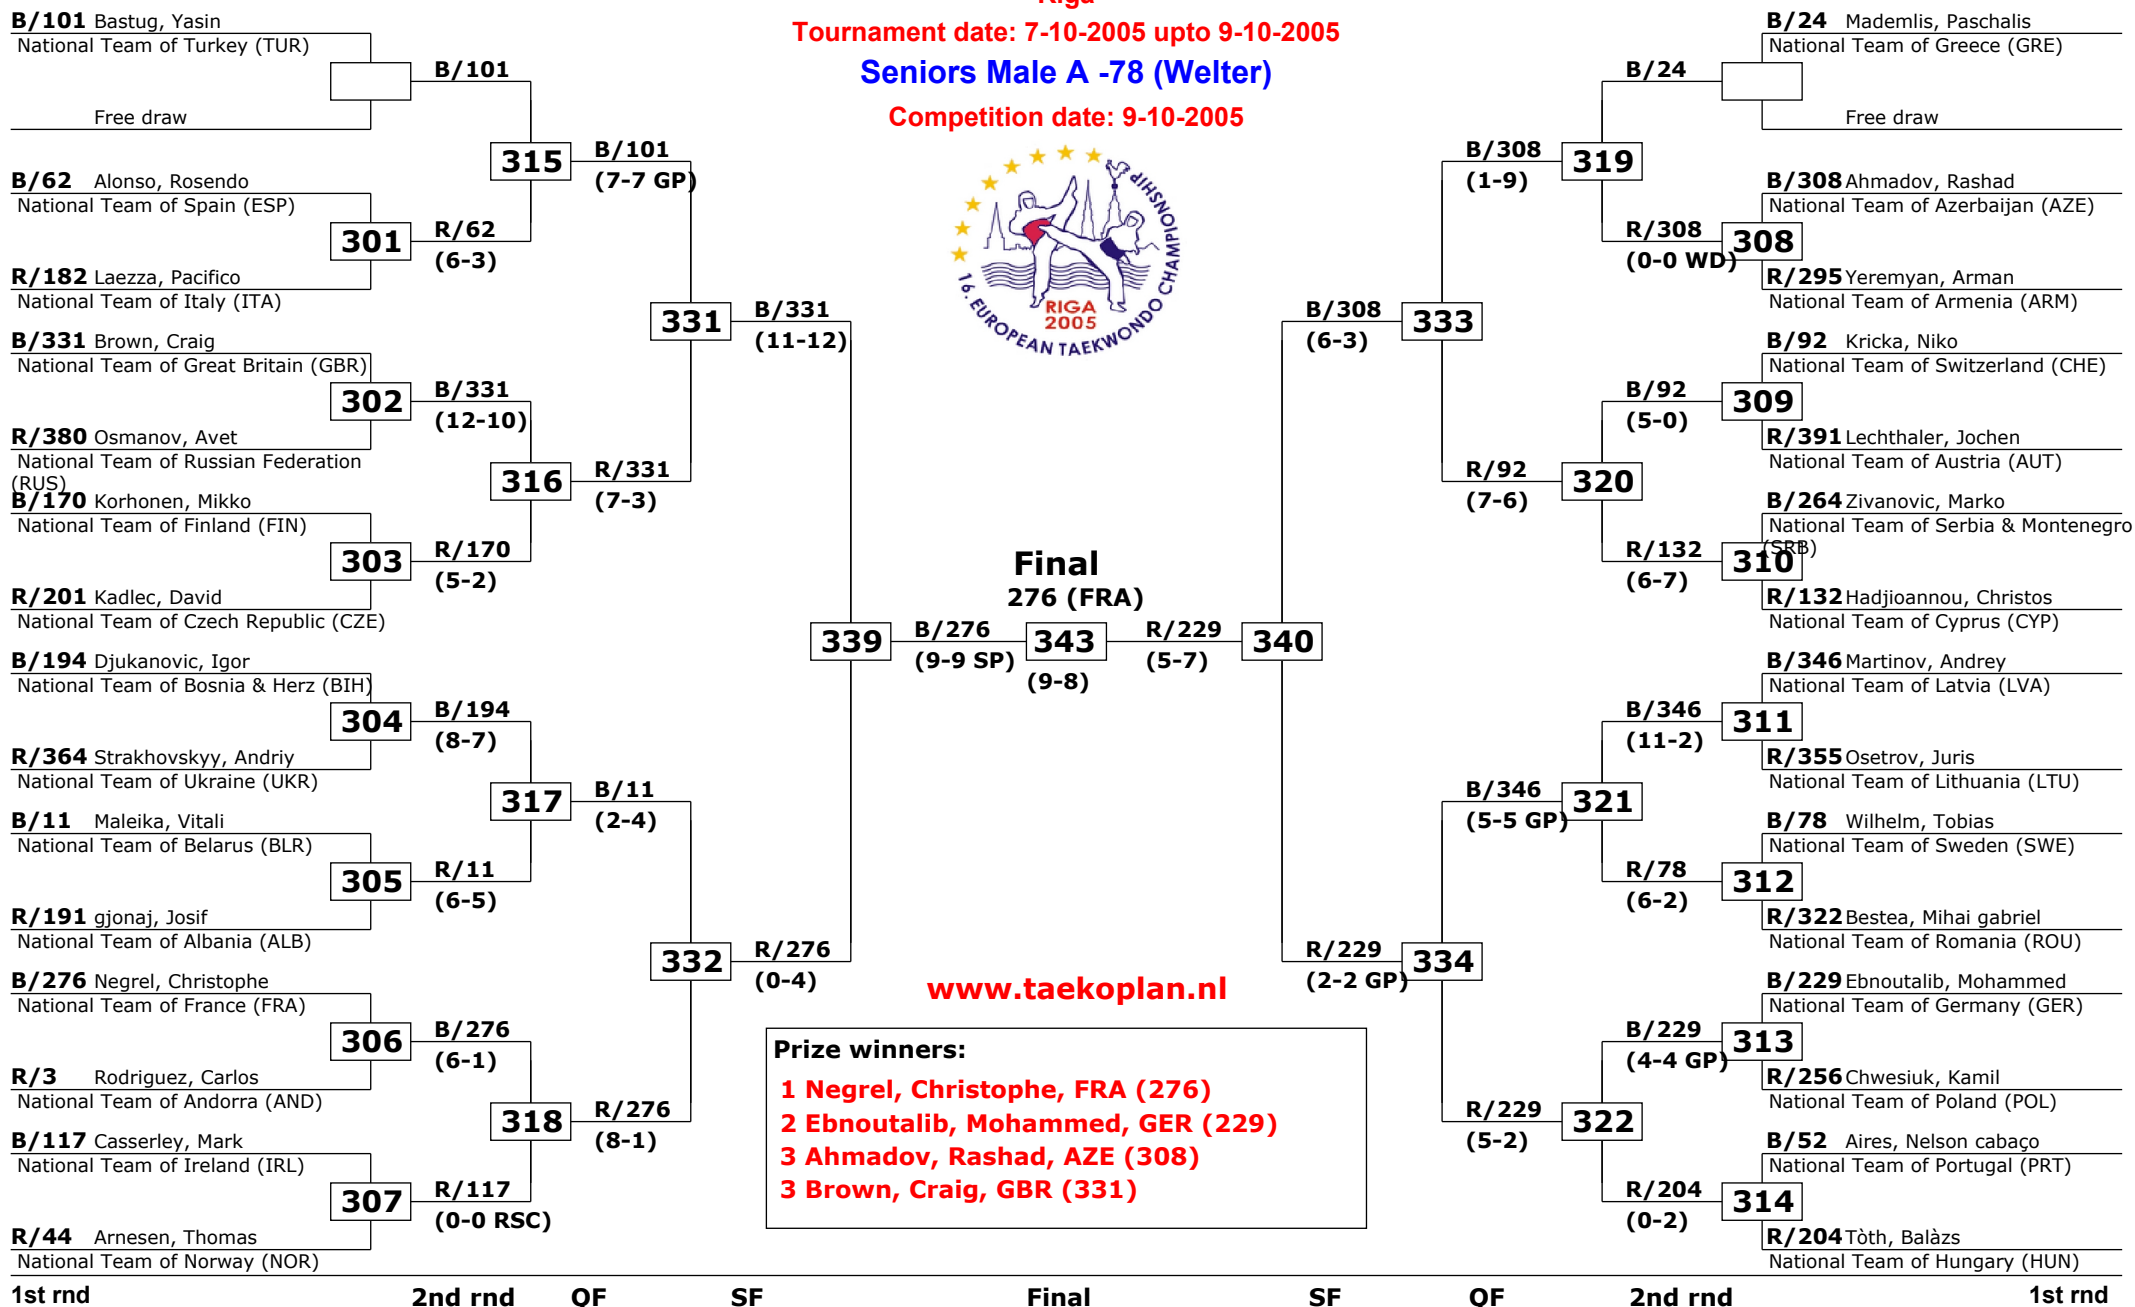 Riga
Tournament date: 7-10-2005 upto 9-10-2005
Seniors Male A -78 (Welter)
Competition date: 9-10-2005
16. EUROPEAN TAEKWONDO CHAMPIONSHIP
RIGA
2005
B/101 Bastug, Yasin
National Team of Turkey (TUR)
Free draw
B/62 Alonso, Rosendo
National Team of Spain (ESP)
R/182 Laezza, Pacifico
National Team of Italy (ITA)
B/331 Brown, Craig
National Team of Great Britain (GBR)
R/380 Osmanov, Avet
National Team of Russian Federation
(RUS)
B/170 Korhonen, Mikko
National Team of Finland (FIN)
R/201 Kadlec, David
National Team of Czech Republic (CZE)
B/194 Djukanovic, Igor
National Team of Bosnia & Herz (BIH)
R/364 Strakhovskyy, Andriy
National Team of Ukraine (UKR)
B/11 Maleika, Vitali
National Team of Belarus (BLR)
R/191 gjonaj, Josif
National Team of Albania (ALB)
B/276 Negrel, Christophe
National Team of France (FRA)
R/3 Rodriguez, Carlos
National Team of Andorra (AND)
B/117 Casserley, Mark
National Team of Ireland (IRL)
R/44 Arnesen, Thomas
National Team of Norway (NOR)
B/101
301
R/62
(6-3)
302
B/331
(12-10)
303
R/170
(5-2)
304
B/194
(8-7)
305
R/11
(6-5)
306
B/276
(6-1)
307
R/117
(0-0 RSC)
315
B/101
(7-7 GP)
316
R/331
(7-3)
317
B/11
(2-4)
318
R/276
(8-1)
331
B/331
(11-12)
332
R/276
(0-4)
339
B/276
(9-9 SP)
Final
276 (FRA)
343
(9-8)
R/229
(5-7)
340
B/308
(6-3)
333
R/229
(2-2 GP)
334
B/308
(1-9)
319
R/92
(7-6)
320
B/346
(5-5 GP)
321
R/229
(5-2)
322
B/24
R/308
(0-0 WD)
308
B/92
(5-0)
309
R/132
(6-7)
310
B/346
(11-2)
311
R/78
(6-2)
312
B/229
(4-4 GP)
313
R/204
(0-2)
314
B/24 Mademlis, Paschalis
National Team of Greece (GRE)
Free draw
B/308 Ahmadov, Rashad
National Team of Azerbaijan (AZE)
R/295 Yeremyan, Arman
National Team of Armenia (ARM)
B/92 Kricka, Niko
National Team of Switzerland (CHE)
R/391 Lechthaler, Jochen
National Team of Austria (AUT)
B/264 Zivanovic, Marko
National Team of Serbia & Montenegro
(SRB)
R/132 Hadjioannou, Christos
National Team of Cyprus (CYP)
B/346 Martinov, Andrey
National Team of Latvia (LVA)
R/355 Osetrov, Juris
National Team of Lithuania (LTU)
B/78 Wilhelm, Tobias
National Team of Sweden (SWE)
R/322 Bestea, Mihai gabriel
National Team of Romania (ROU)
B/229 Ebnoutalib, Mohammed
National Team of Germany (GER)
R/256 Chwesiuk, Kamil
National Team of Poland (POL)
B/52 Aires, Nelson cabaço
National Team of Portugal (PRT)
R/204 Tòth, Balàzs
National Team of Hungary (HUN)
www.taekoplan.nl
Prize winners:
1 Negrel, Christophe, FRA (276)
2 Ebnoutalib, Mohammed, GER (229)
3 Ahmadov, Rashad, AZE (308)
3 Brown, Craig, GBR (331)
1st rnd 2nd rnd QF SF Final SF QF 2nd rnd 1st rnd